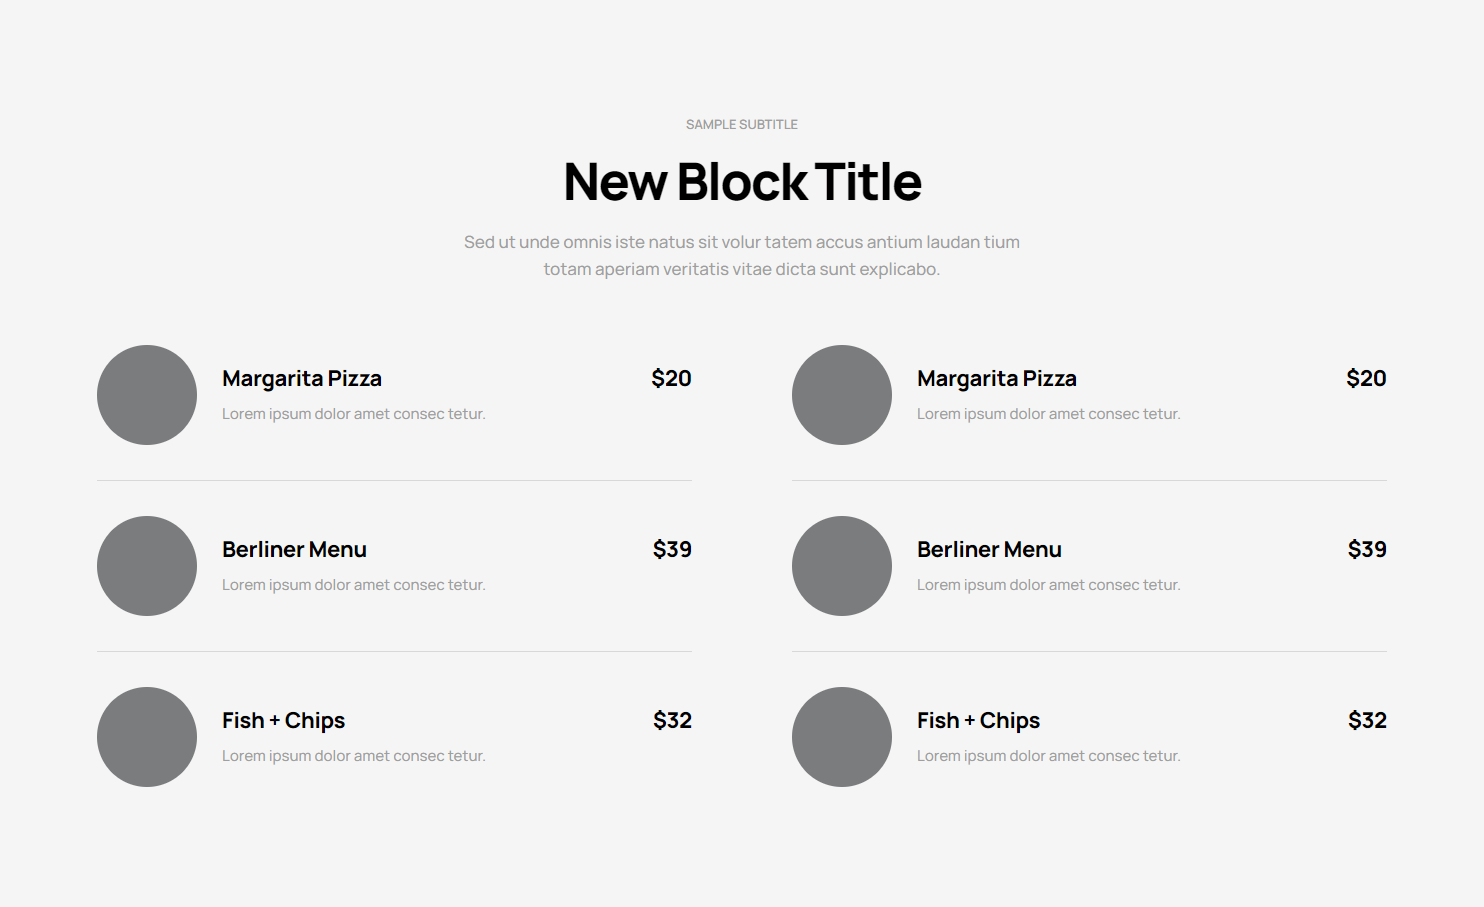 SAMPLE SUBTITLE
New Block Title
Sed ut unde omnis iste natus sit volur tatem accus antium laudan tium
totam aperiam veritatis vitae dicta sunt explicabo.
Margarita Pizza $20
Lorem ipsum dolor amet consec tetur.
Berliner Menu $39
Lorem ipsum dolor amet consec tetur.
Fish + Chips $32
Lorem ipsum dolor amet consec tetur.
Margarita Pizza $20
Lorem ipsum dolor amet consec tetur.
Berliner Menu $39
Lorem ipsum dolor amet consec tetur.
Fish + Chips $32
Lorem ipsum dolor amet consec tetur.